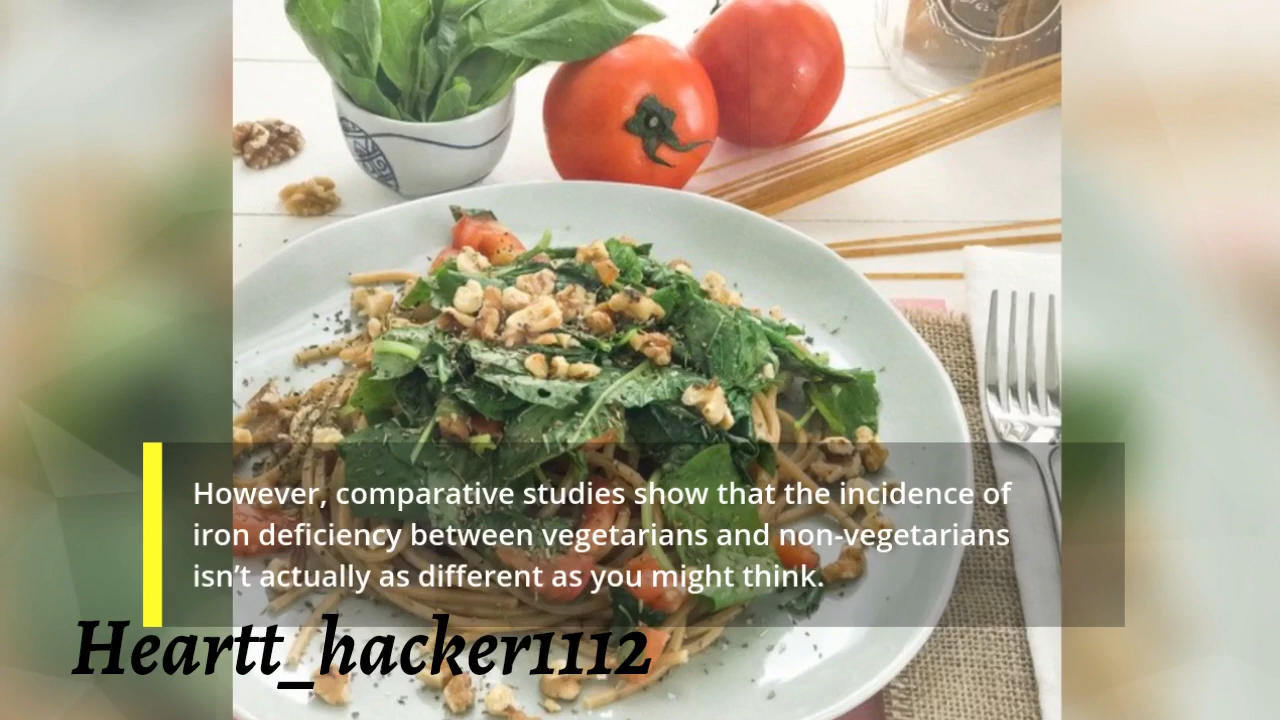 However, comparative studies show that the incidence of
iron deficiency between vegetarians and non-vegetarians
isn’t actually as different as you might think.
Heartt_hacker1112